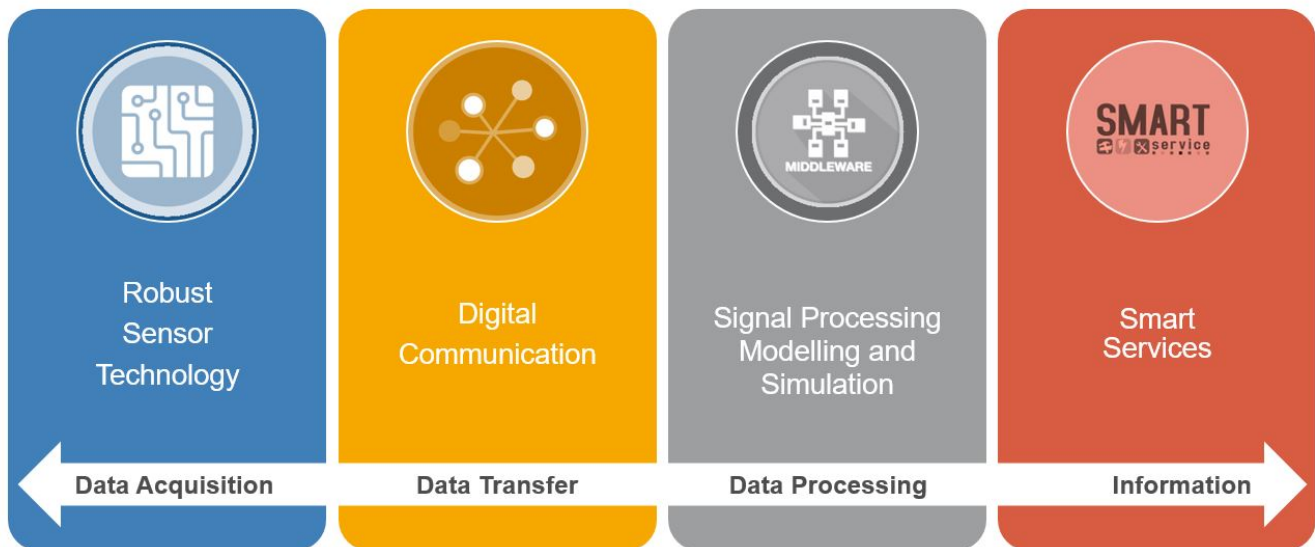 MIDDLEWARE
SMART
service
Robust
Sensor
Technology
Digital
Communication
Signal Processing
Modelling and
Simulation
Smart
Services
Data Acquisition
Data Transfer
Data Processing
Information